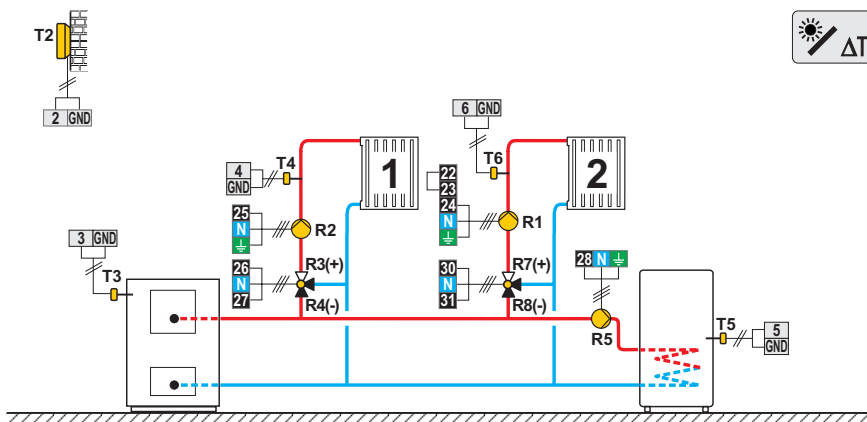 T2
ΔT
2 GND
6 GND
4
GND
T4
1
T6
2
22
23
24
N
R1
25
N
R2
3 GND
T3
26
N
27
R3(+)
R4(-)
30
N
31
R7(+)
R8(-)
28 N
R5
T5
5
GND